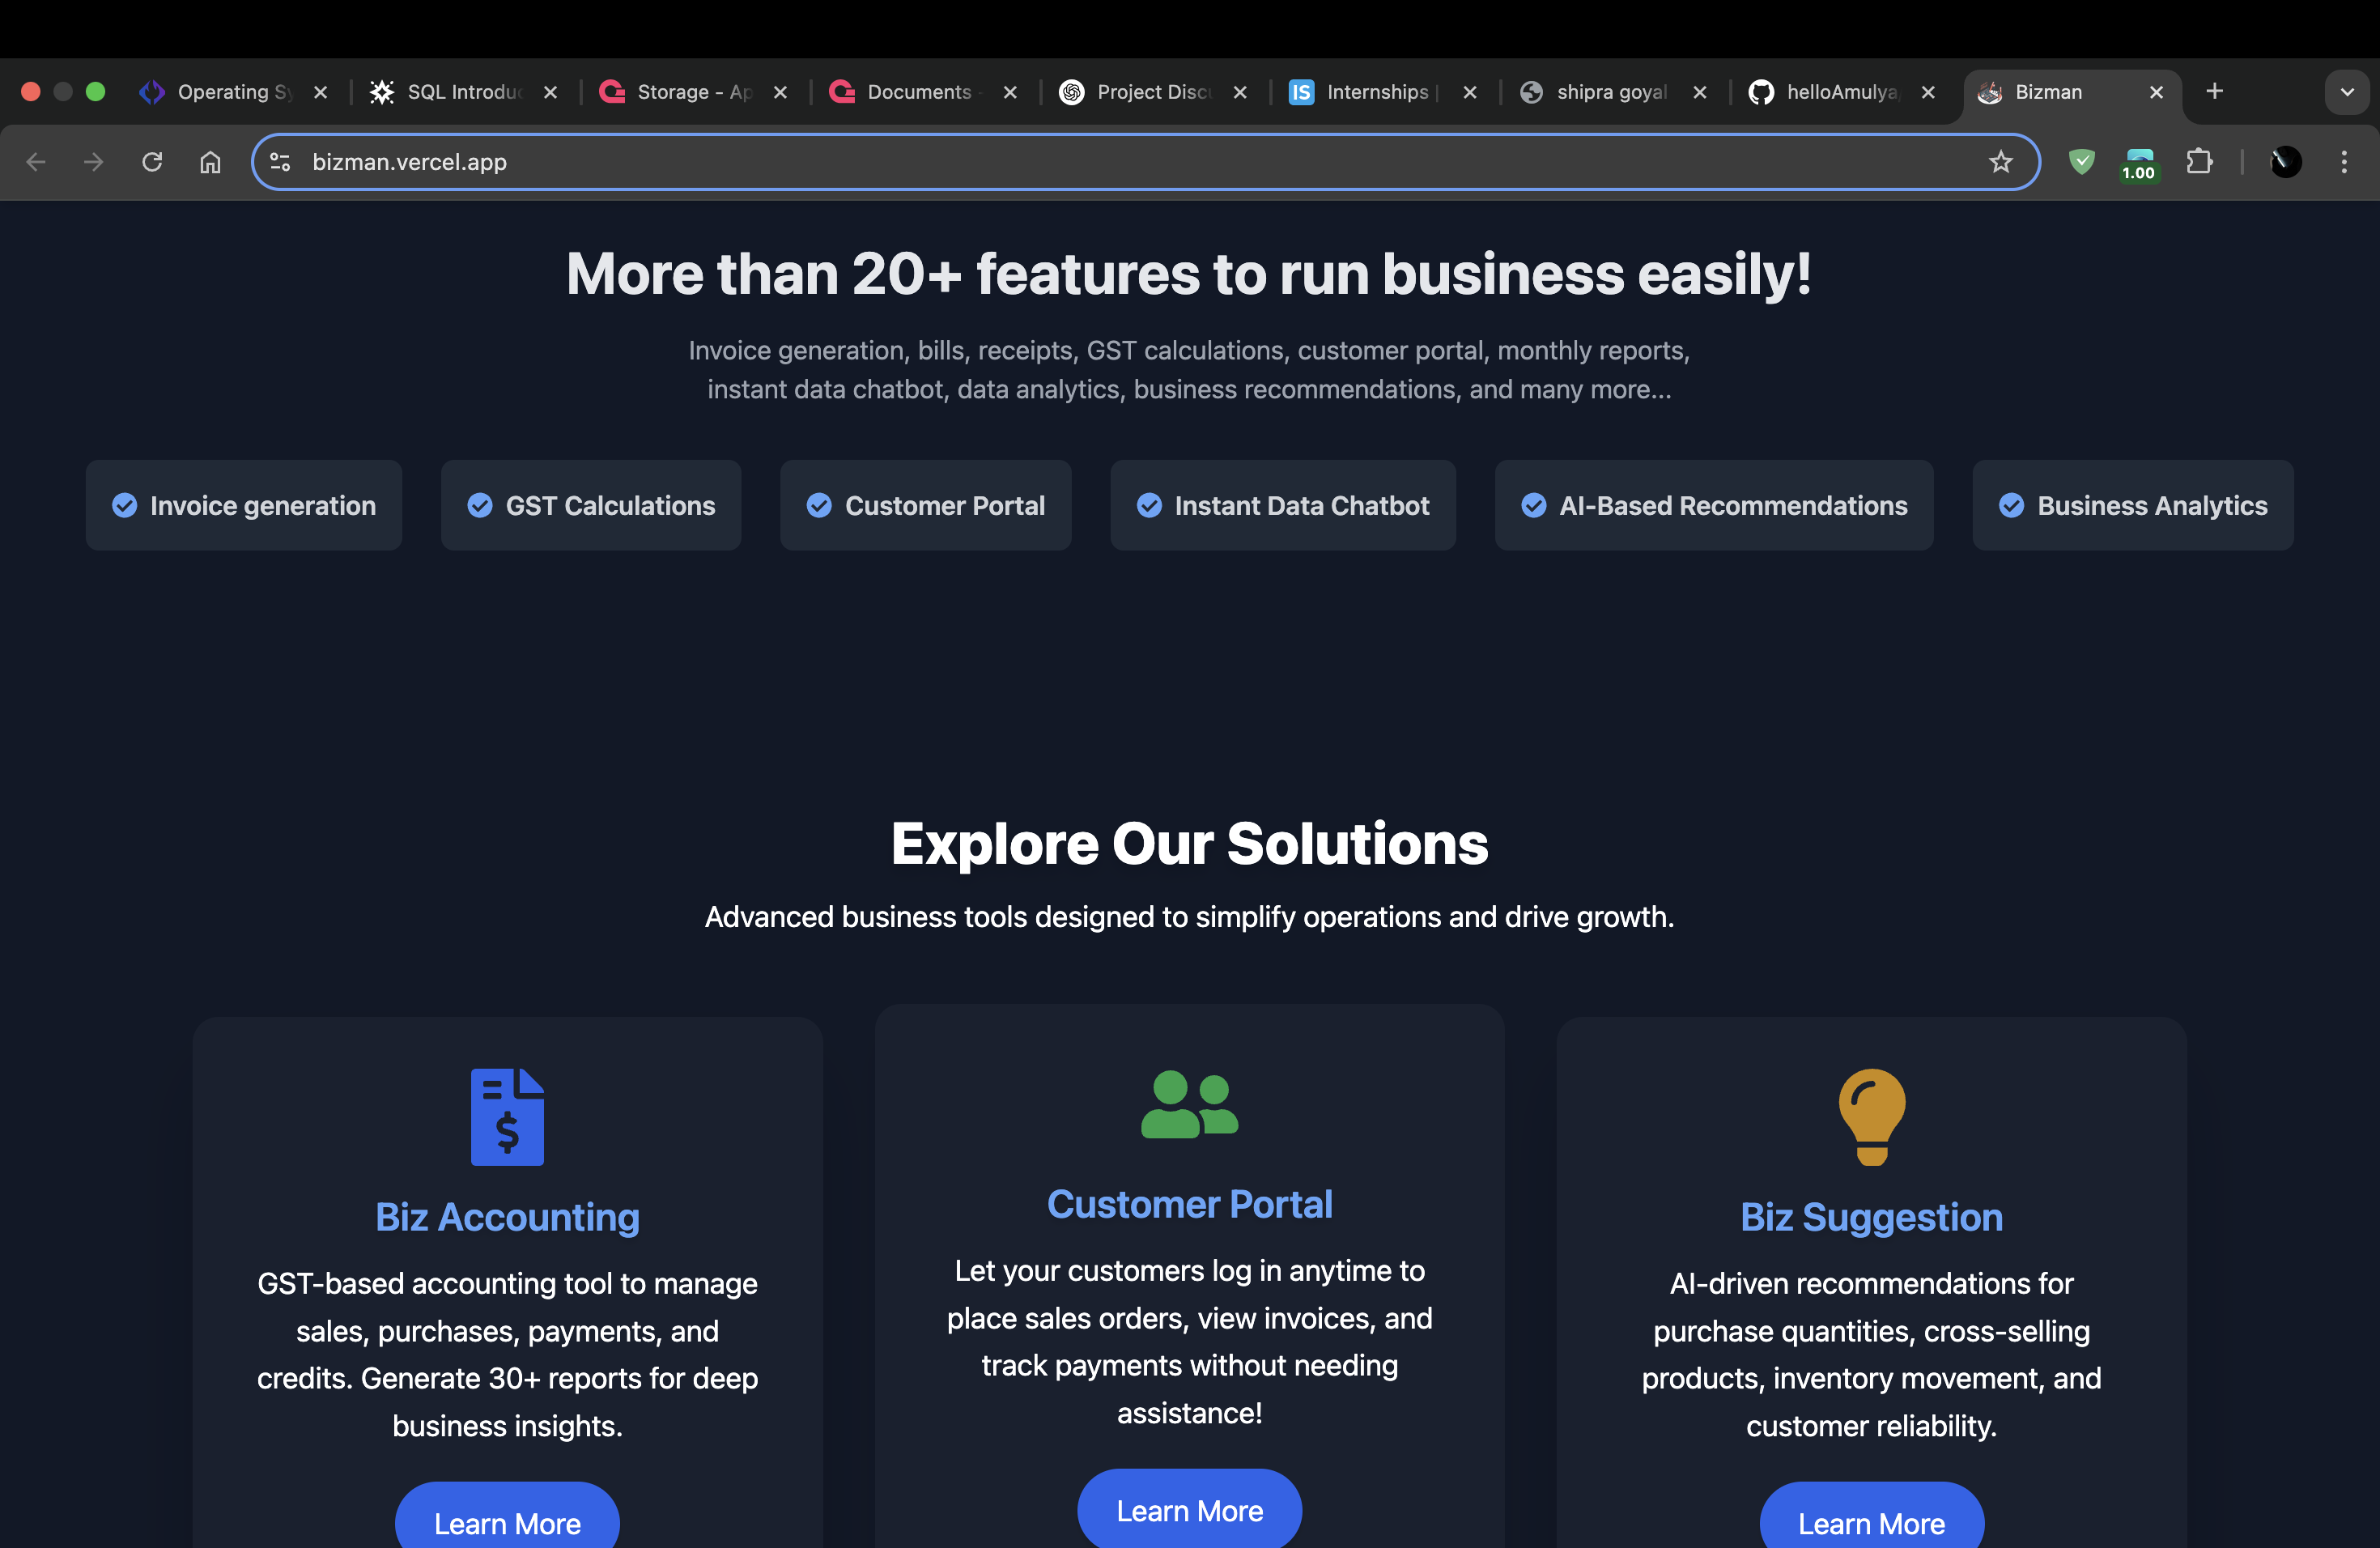 Operating Sy
SQL Introduc
Storage - Ap
Documents -
Project Discu
IS
Internships |
shipra goyal
helloAmulya/
Bizman
bizman.vercel.app
1.00
More than 20+ features to run business easily!
Invoice generation, bills, receipts, GST calculations, customer portal, monthly reports,
instant data chatbot, data analytics, business recommendations, and many more...
Invoice generation
GST Calculations
Customer Portal
Instant Data Chatbot
AI-Based Recommendations
Business Analytics
Explore Our Solutions
Advanced business tools designed to simplify operations and drive growth.
$
Biz Accounting
GST-based accounting tool to manage
sales, purchases, payments, and
credits. Generate 30+ reports for deep
business insights.
Learn More
Customer Portal
Let your customers log in anytime to
place sales orders, view invoices, and
track payments without needing
assistance!
Learn More
Biz Suggestion
AI-driven recommendations for
purchase quantities, cross-selling
products, inventory movement, and
customer reliability.
Learn More